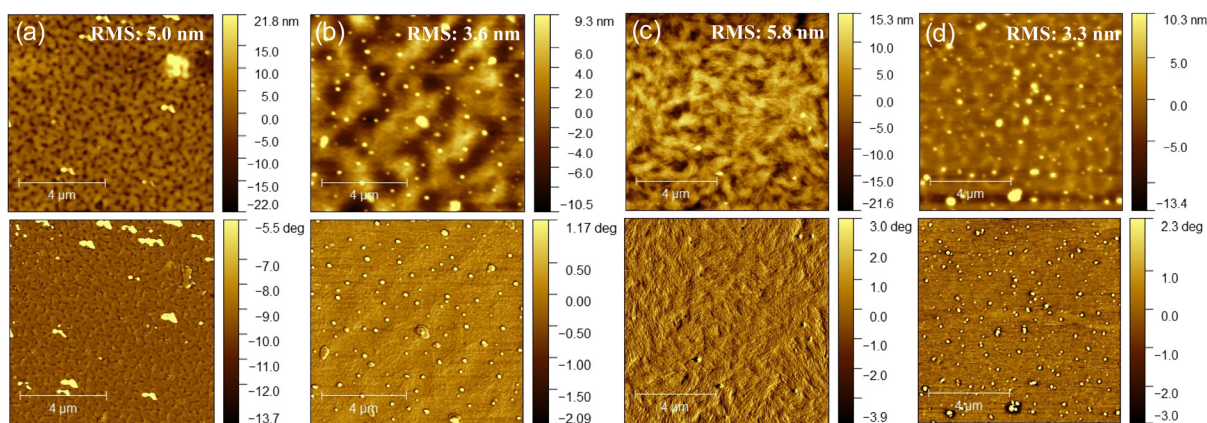 (a) RMS: 5.0 nm
4 µm
21.8 nm
15.0
10.0
5.0
0.0
−5.0
−10.0
−15.0
−22.0
(b) RMS: 3.6 nm
4 µm
9.3 nm
6.0
4.0
2.0
0.0
−2.0
−4.0
−6.0
−10.5
(c) RMS: 5.8 nm
4 µm
15.3 nm
10.0
5.0
0.0
−5.0
−10.0
−15.0
−21.6
(d) RMS: 3.3 nm
4 µm
10.3 nm
5.0
0.0
−5.0
−13.4
4 µm
−5.5 deg
−7.0
−8.0
−9.0
−10.0
−11.0
−12.0
−13.7
4 µm
1.17 deg
0.50
0.00
−0.50
−1.00
−2.09
4 µm
3.0 deg
2.0
1.0
0.0
−1.0
−2.0
−3.9
4 µm
2.3 deg
1.0
0.0
−1.0
−2.0
−3.0